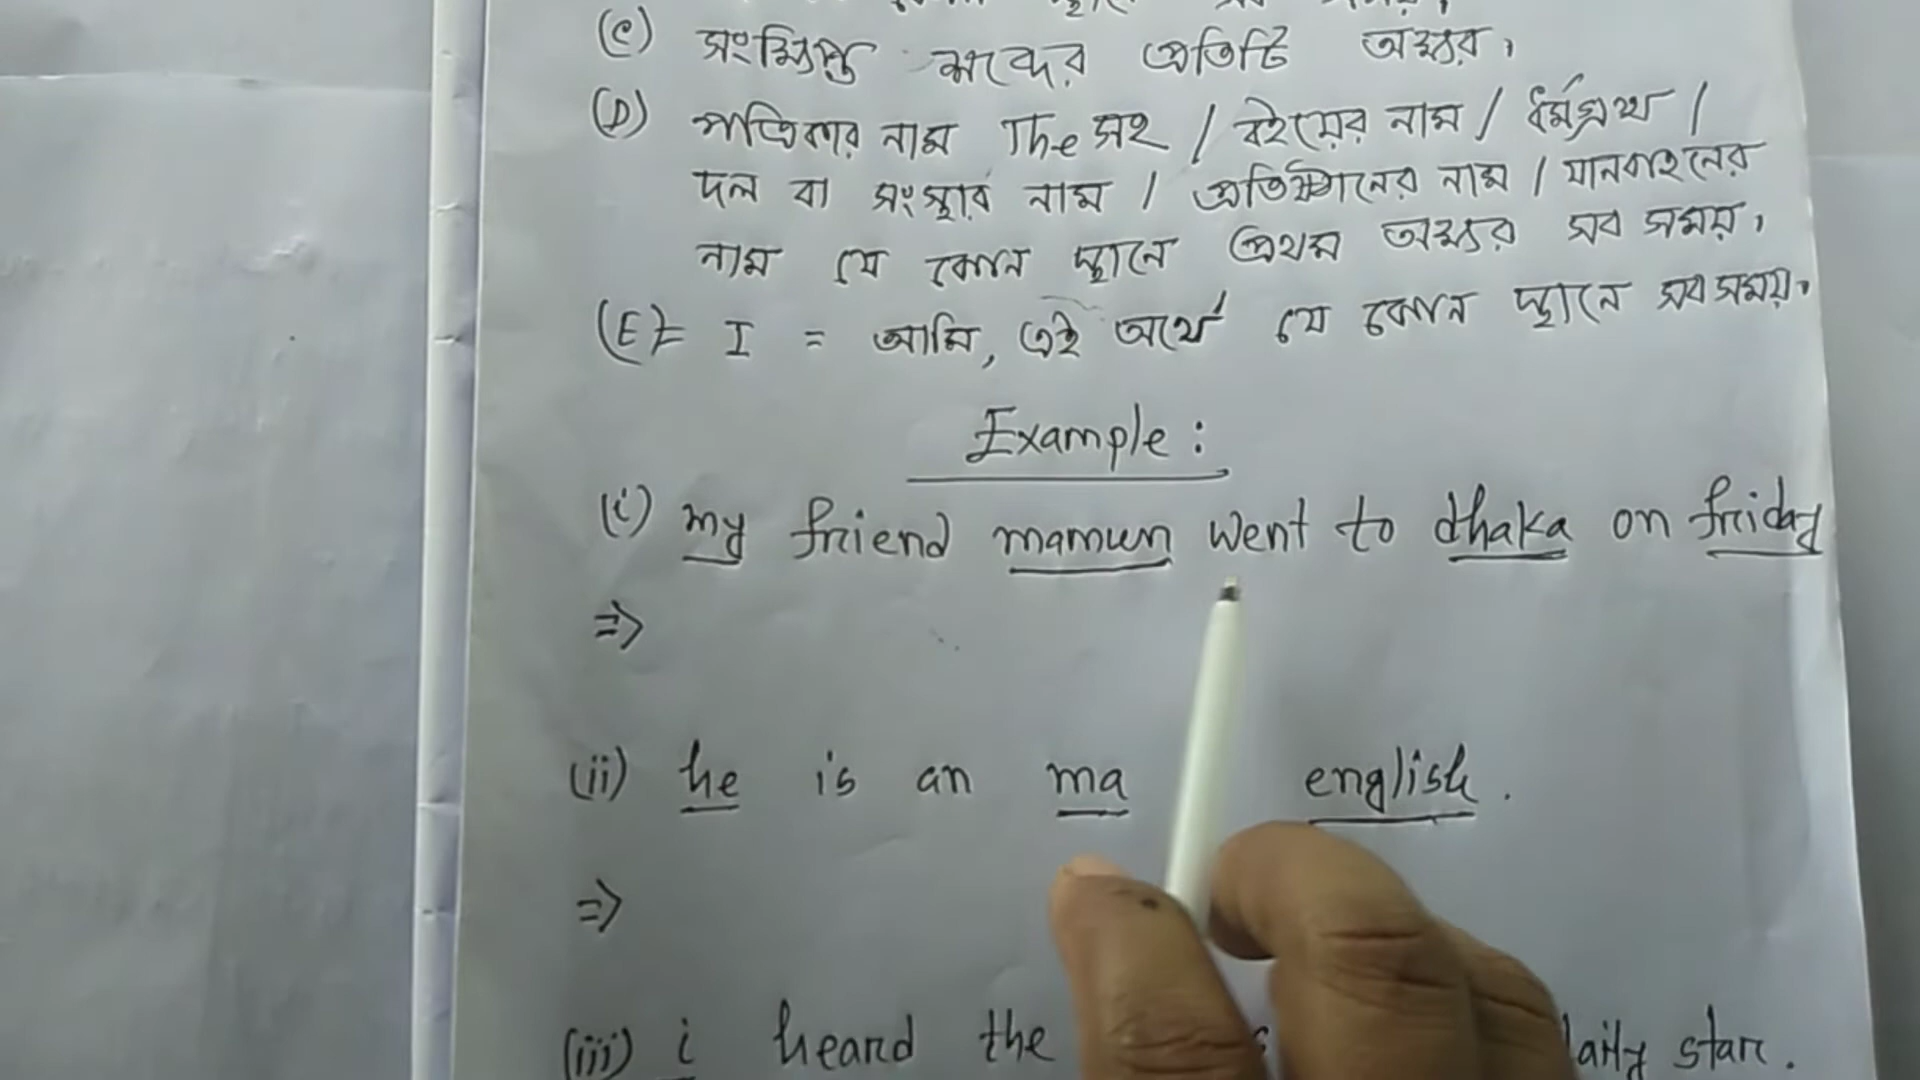 (C) সংক্ষিপ্ত শব্দের প্রতিটি অক্ষর।
(D) পত্রিকার নাম The সহ / বইয়ের নাম / ধর্মগ্রন্থ /
দল বা সংস্থার নাম / প্রতিষ্ঠানের নাম / যানবাহনের
নাম যে কোন স্থানে প্রথম অক্ষর সব সময়।
(E) = I = আমি, এই অর্থে যে কোন স্থানে সব সময়।
Example :
(i) my friend mamun went to dhaka on friday
=>
(ii) he is an ma english .
=>
(iii) i heard the daily star.